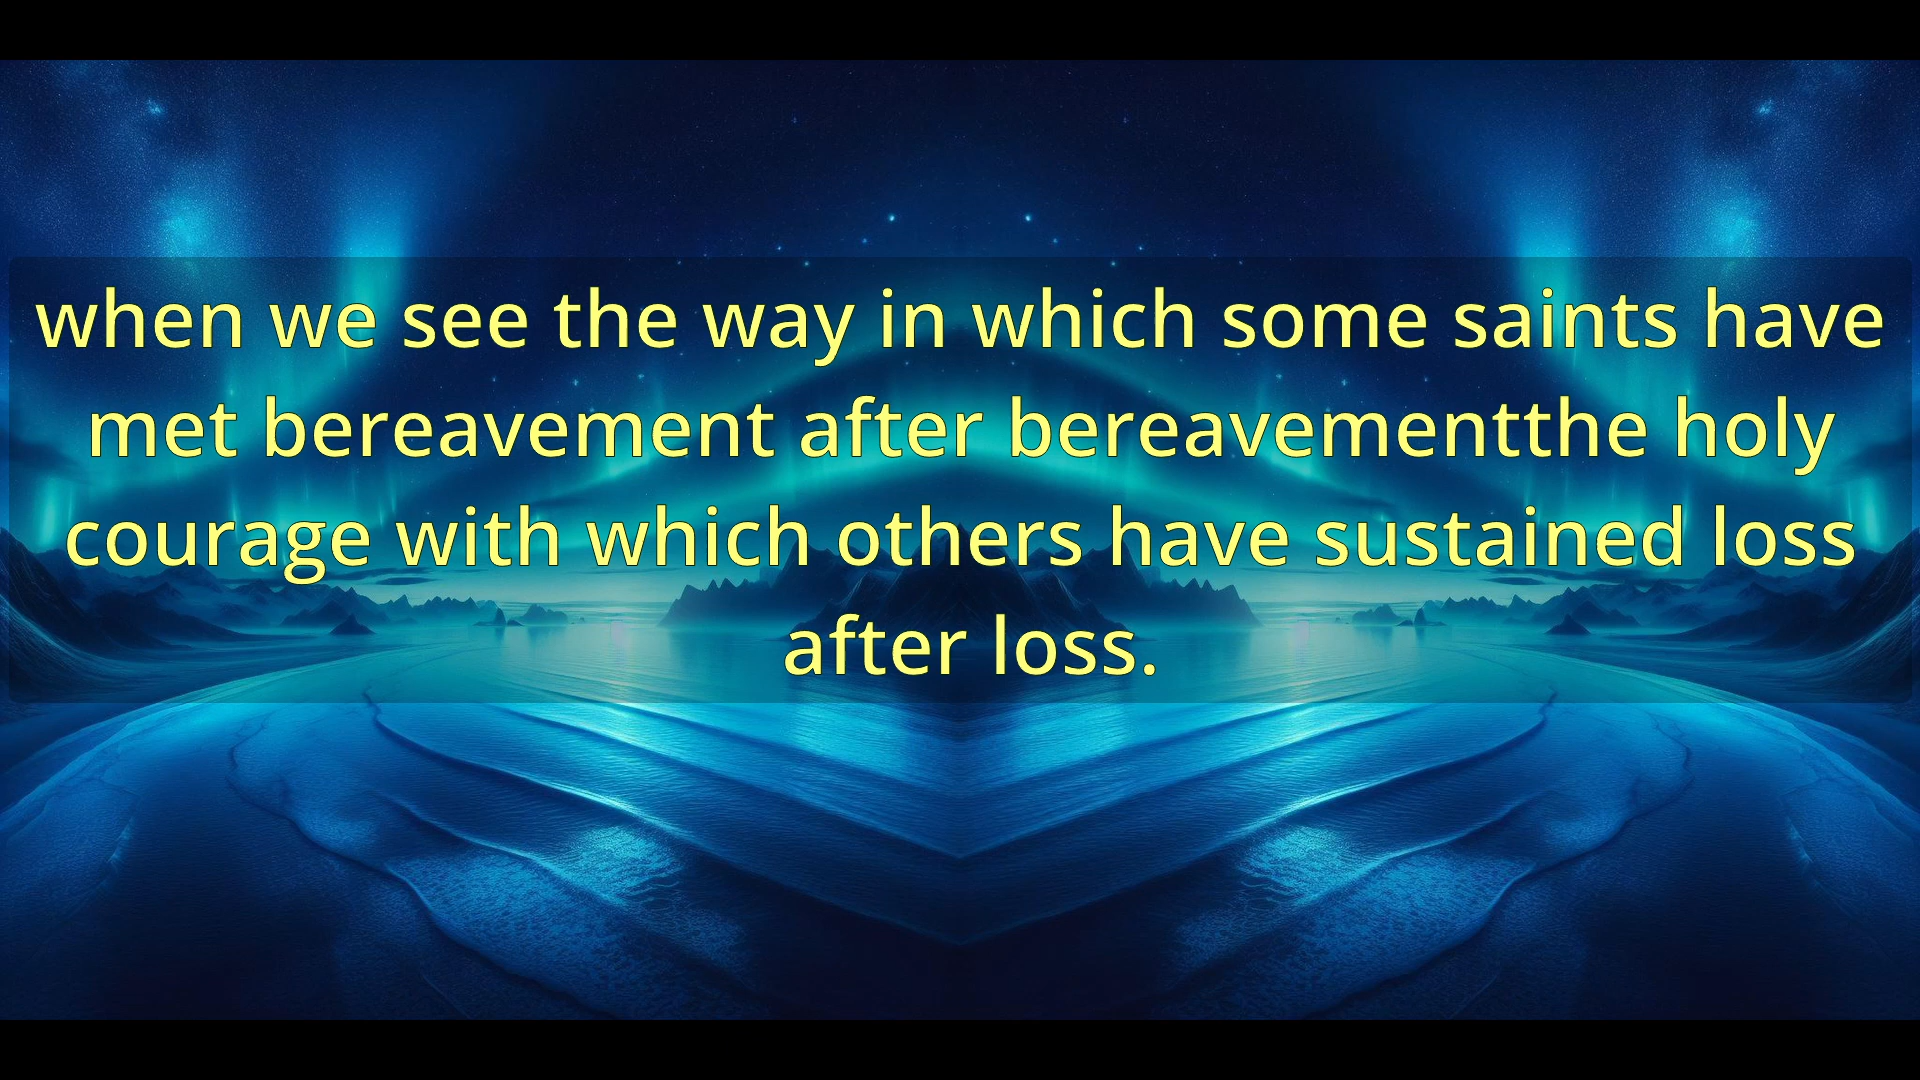 when we see the way in which some saints have
met bereavement after bereavementthe holy
courage with which others have sustained loss
after loss.